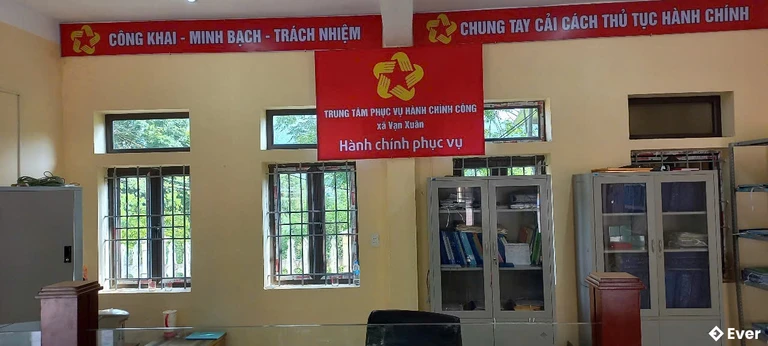 CÔNG KHAI - MINH BẠCH - TRÁCH NHIỆM
CHUNG TAY CẢI CÁCH THỦ TỤC HÀNH CHÍNH
TRUNG TÂM PHỤC VỤ HÀNH CHÍNH CÔNG
xã Vạn Xuân
Hành chính phục vụ
Ever